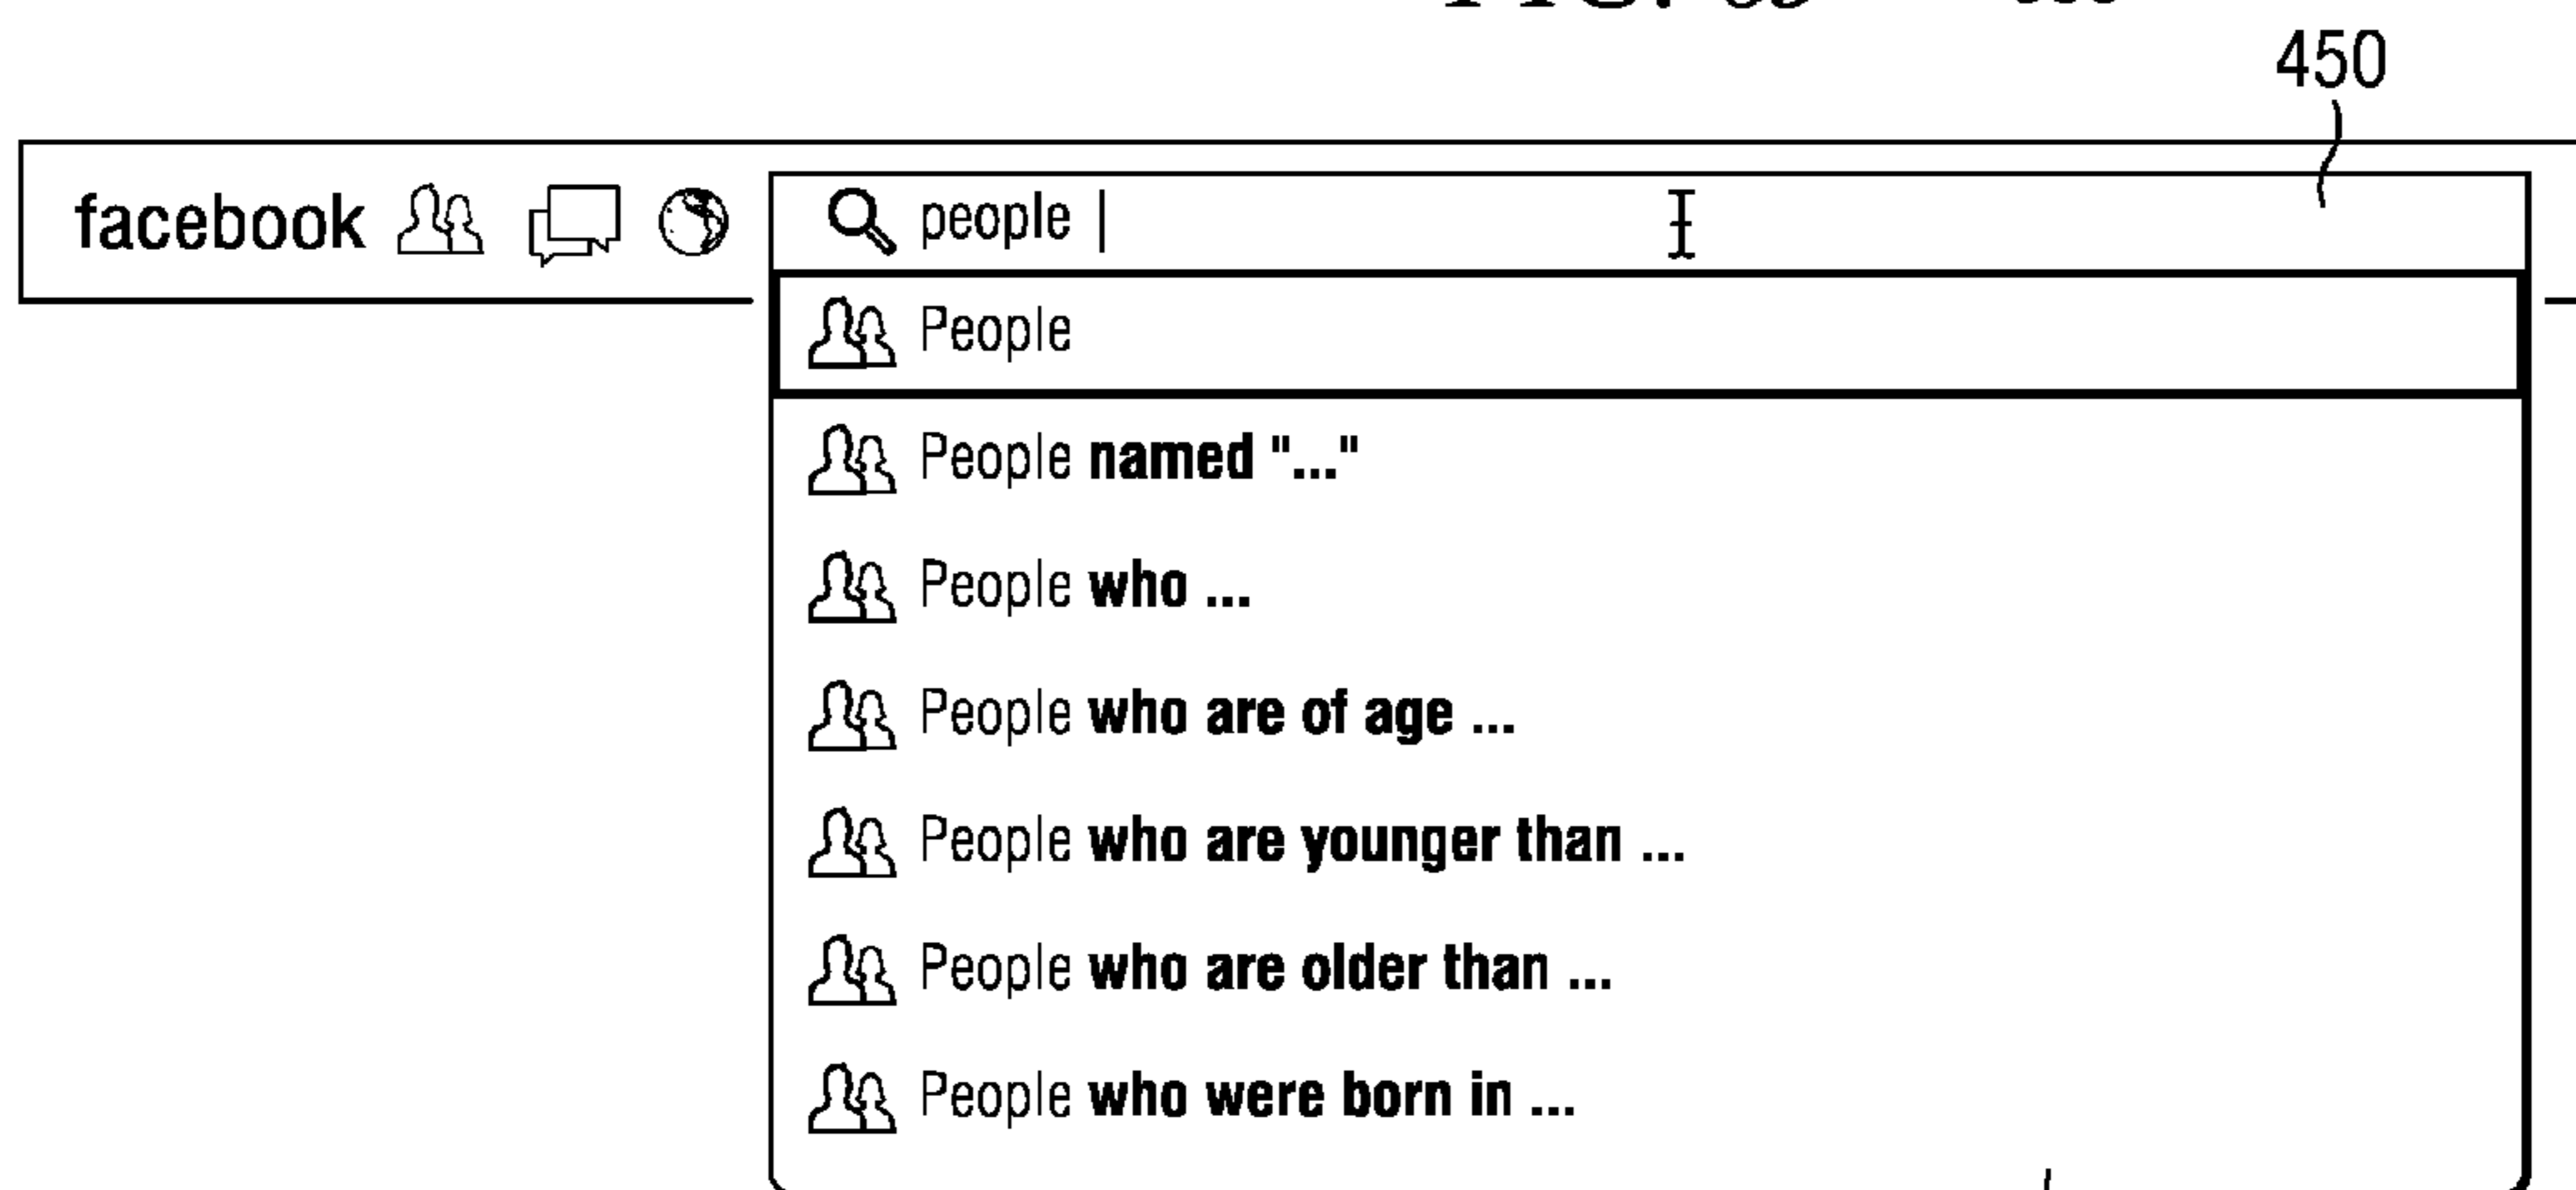 450
facebook people
People
People named "..."
People who ...
People who are of age ...
People who are younger than ...
People who are older than ...
People who were born in ...